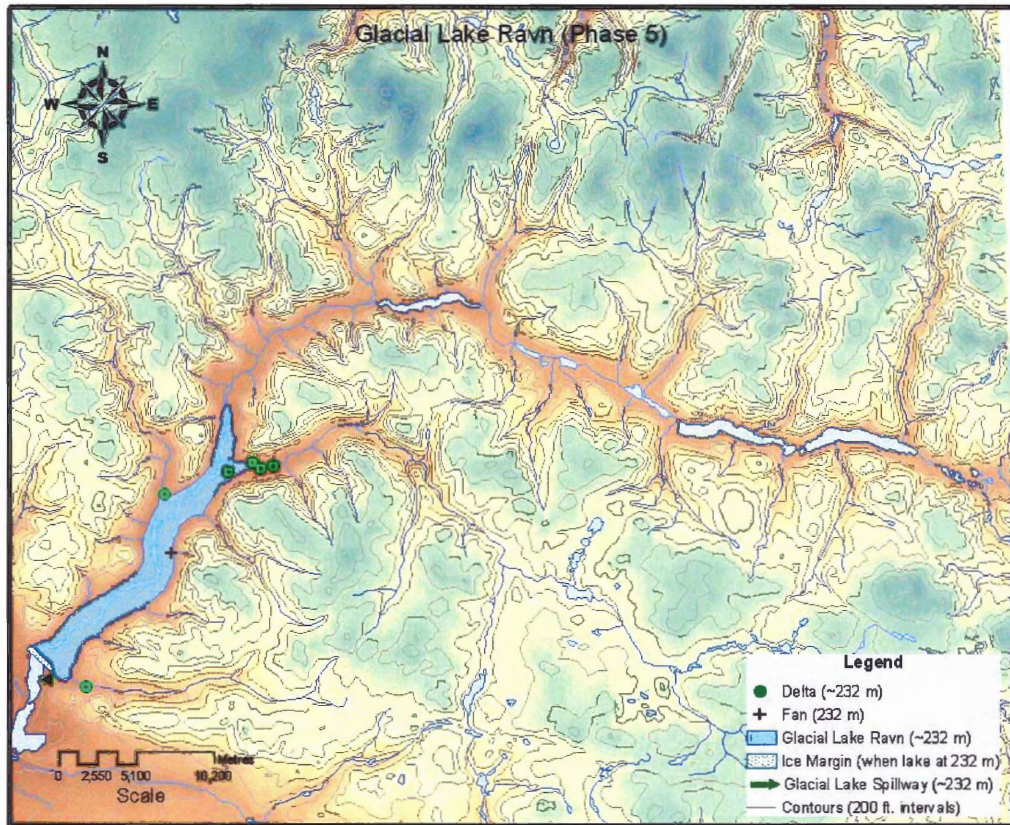 Glacial Lake Ravn (Phase 5)
N
W E
S
Metres
0 2,550 5,100 10,200
Scale
Legend
Delta (~232 m)
Fan (232 m)
Glacial Lake Ravn (~232 m)
Ice Margin (when lake at 232 m)
Glacial Lake Spillway (~232 m)
Contours (200 ft. intervals)